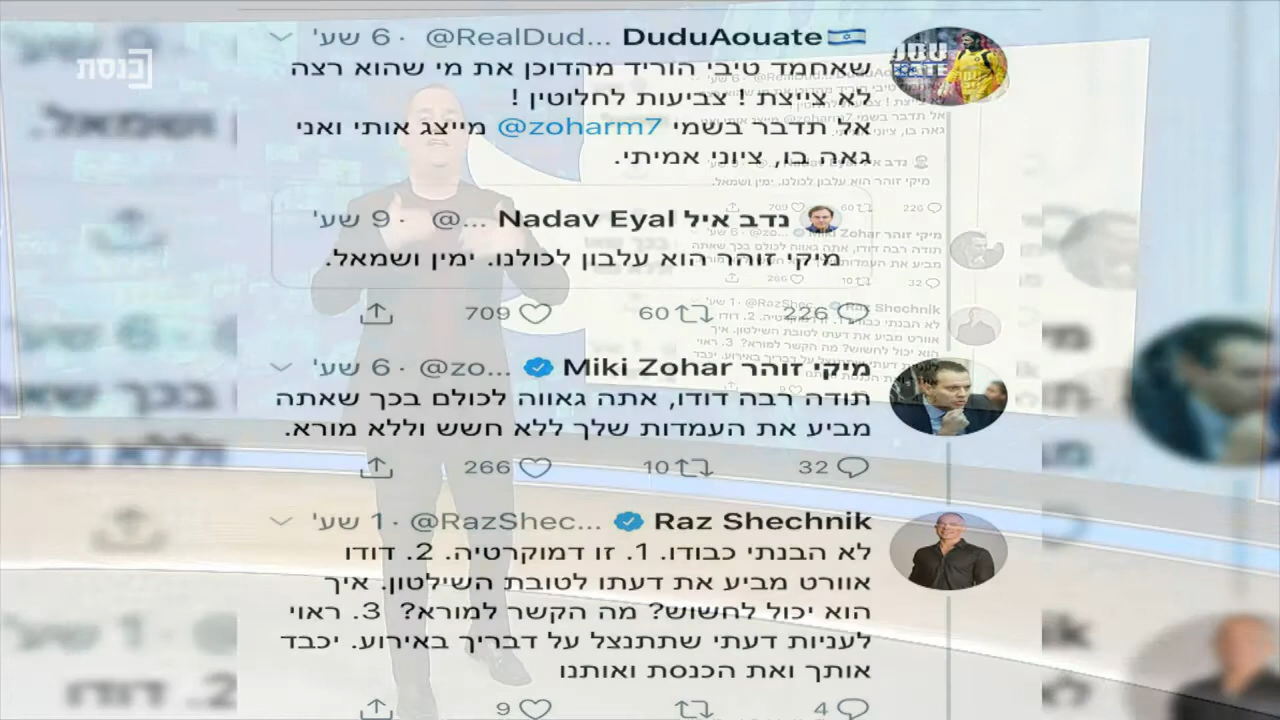 כנסת
DuduAouate🇮🇱 @RealDud... · 6 שע'
שאחמד טיבי הוריד מהדוכן את מי שהוא רצה
לא צייצת ! צביעות לחלוטין !
אל תדבר בשמי @zoharm7 מייצג אותי ואני
גאה בו, ציוני אמיתי.
נדב איל Nadav Eyal @... · 9 שע'
מיקי זוהר הוא עלבון לכולנו. ימין ושמאל.
226 60 709
מיקי זוהר Miki Zohar @zo... · 6 שע'
תודה רבה דודו, אתה גאווה לכולם בכך שאתה
מביע את העמדות שלך ללא חשש וללא מורא.
32 10 266
Raz Shechnik @RazShec... · 1 שע'
לא הבנתי כבודו. 1. זו דמוקרטיה. 2. דודו
אוורט מביע את דעתו לטובת השילטון. איך
הוא יכול לחשוש? מה הקשר למורא? 3. ראוי
לעניות דעתי שתתנצל על דבריך באירוע. יכבד
אותך ואת הכנסת ואותנו
4 9